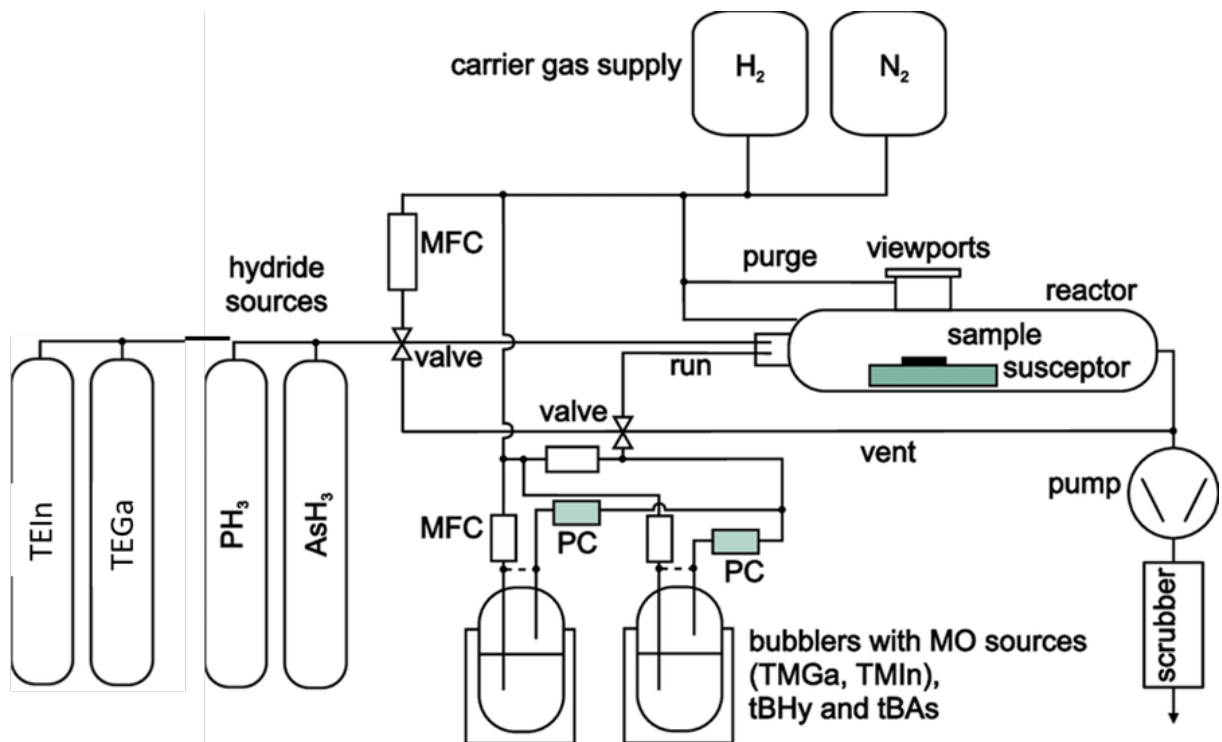 carrier gas supply
H₂
N₂
MFC
hydride
sources
purge
viewports
reactor
valve
run
sample
susceptor
valve
vent
pump
TEIn
TEGa
PH₃
AsH₃
MFC
PC
PC
scrubber
bubblers with MO sources
(TMGa, TMIn),
tBHy and tBAs